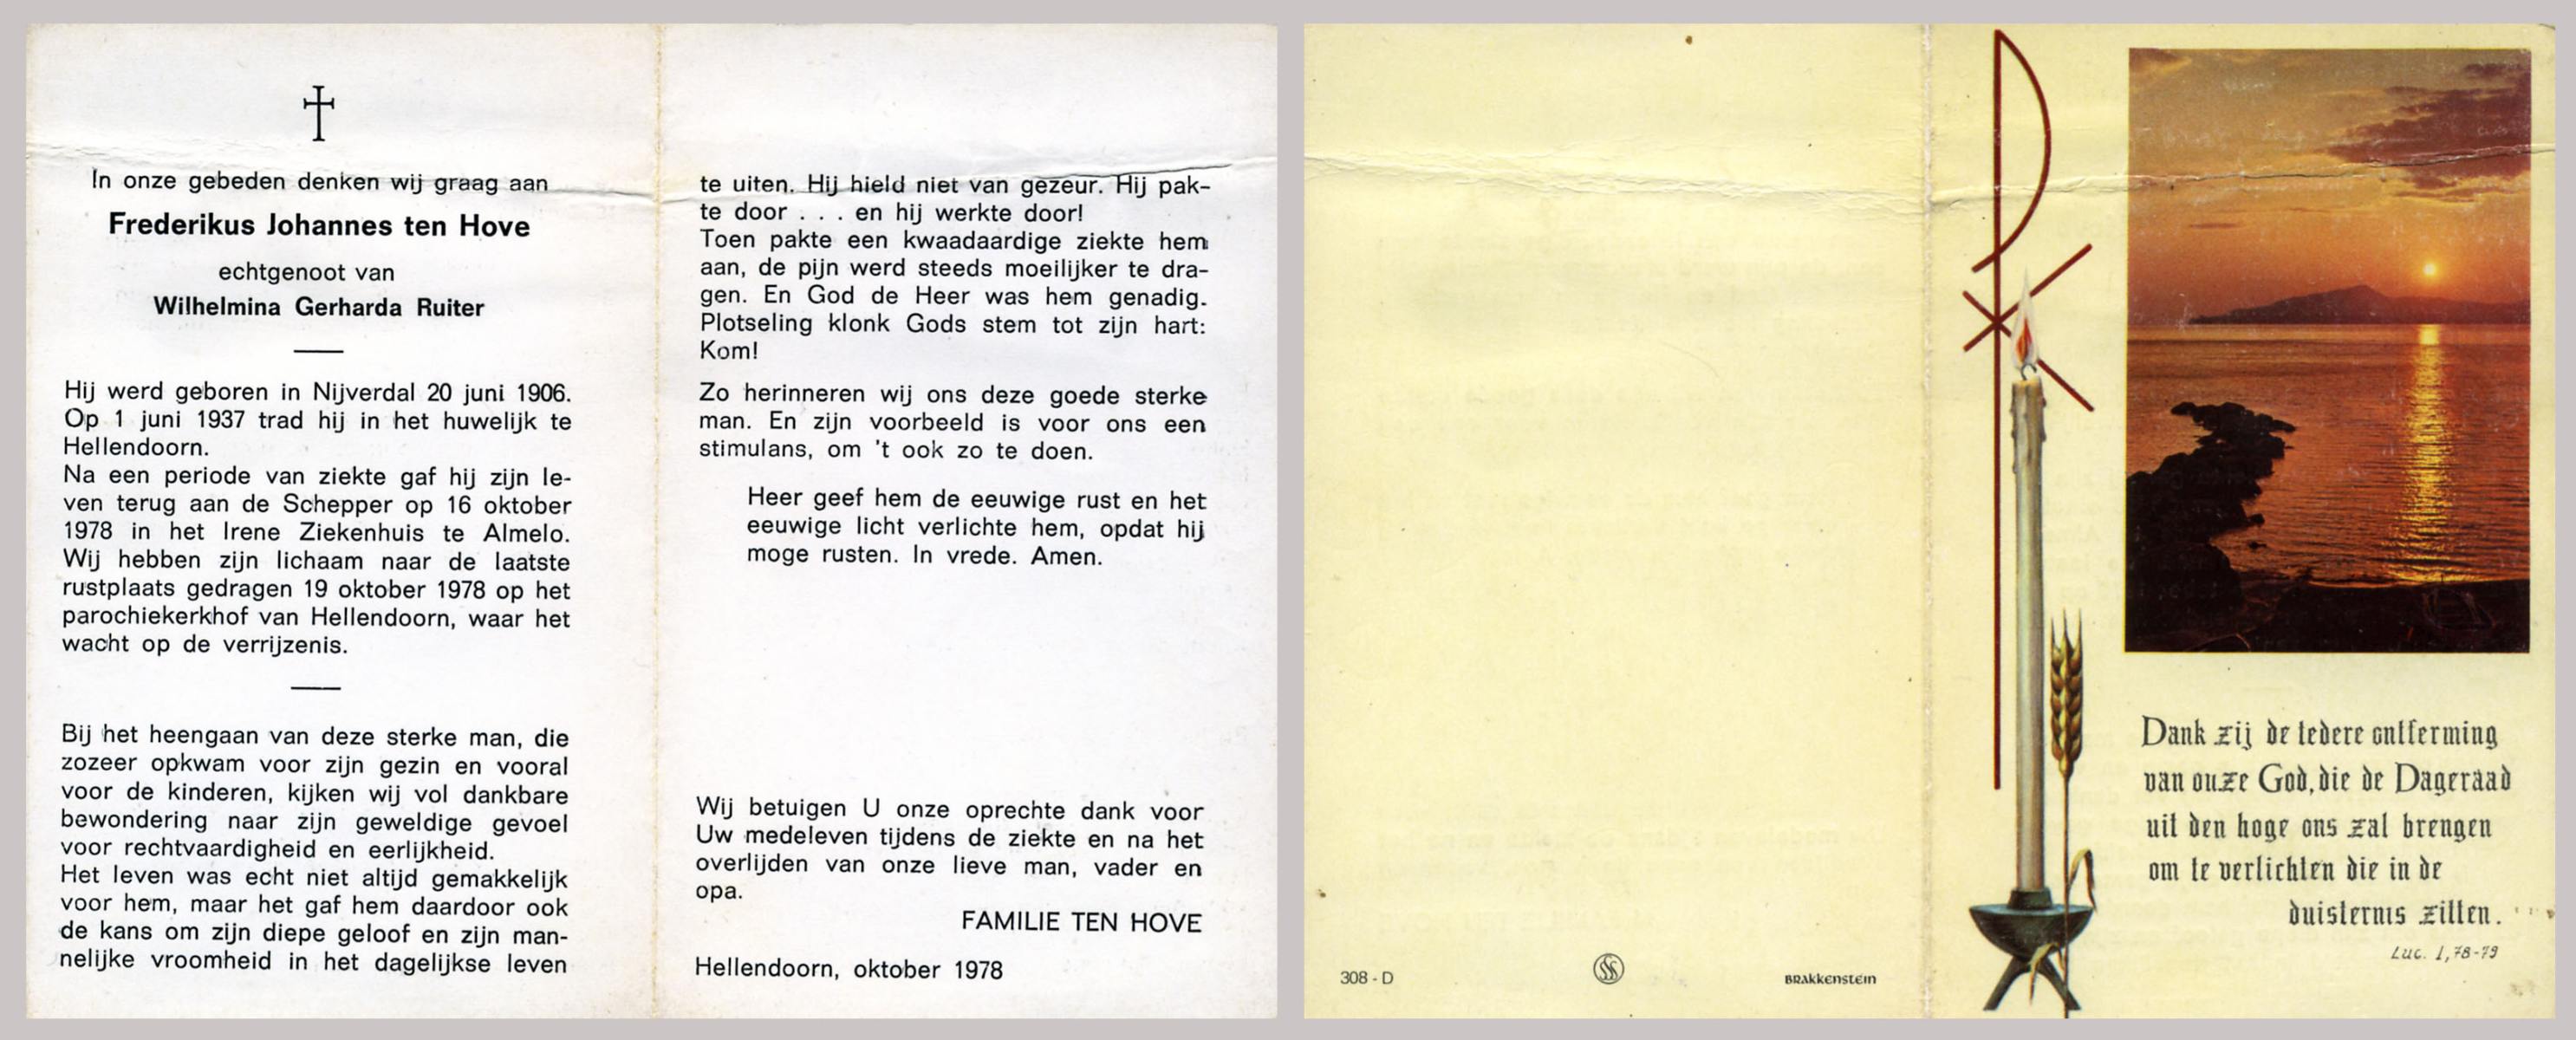 In onze gebeden denken wij graag aan
Frederikus Johannes ten Hove
echtgenoot van
Wilhelmina Gerharda Ruiter
Hij werd geboren in Nijverdal 20 juni 1906.
Op 1 juni 1937 trad hij in het huwelijk te
Hellendoorn.
Na een periode van ziekte gaf hij zijn le-
ven terug aan de Schepper op 16 oktober
1978 in het Irene Ziekenhuis te Almelo.
Wij hebben zijn lichaam naar de laatste
rustplaats gedragen 19 oktober 1978 op het
parochiekerkhof van Hellendoorn, waar het
wacht op de verrijzenis.
Bij het heengaan van deze sterke man, die
zozeer opkwam voor zijn gezin en vooral
voor de kinderen, kijken wij vol dankbare
bewondering naar zijn geweldige gevoel
voor rechtvaardigheid en eerlijkheid.
Het leven was echt niet altijd gemakkelijk
voor hem, maar het gaf hem daardoor ook
de kans om zijn diepe geloof en zijn man-
nelijke vroomheid in het dagelijkse leven
te uiten. Hij hield niet van gezeur. Hij pak-
te door . . . en hij werkte door!
Toen pakte een kwaadaardige ziekte hem
aan, de pijn werd steeds moeilijker te dra-
gen. En God de Heer was hem genadig.
Plotseling klonk Gods stem tot zijn hart:
Kom!
Zo herinneren wij ons deze goede sterke
man. En zijn voorbeeld is voor ons een
stimulans, om 't ook zo te doen.
Heer geef hem de eeuwige rust en het
eeuwige licht verlichte hem, opdat hij
moge rusten. In vrede. Amen.
Wij betuigen U onze oprechte dank voor
Uw medeleven tijdens de ziekte en na het
overlijden van onze lieve man, vader en
opa.
FAMILIE TEN HOVE
Hellendoorn, oktober 1978
308 - D
BRAKKENSTEIN
Dank zij de tedere ontferming
van onze God, die de Dageraad
uit den hoge ons zal brengen
om te verlichten die in de
duisternis zitten.
Luc. 1,78-79